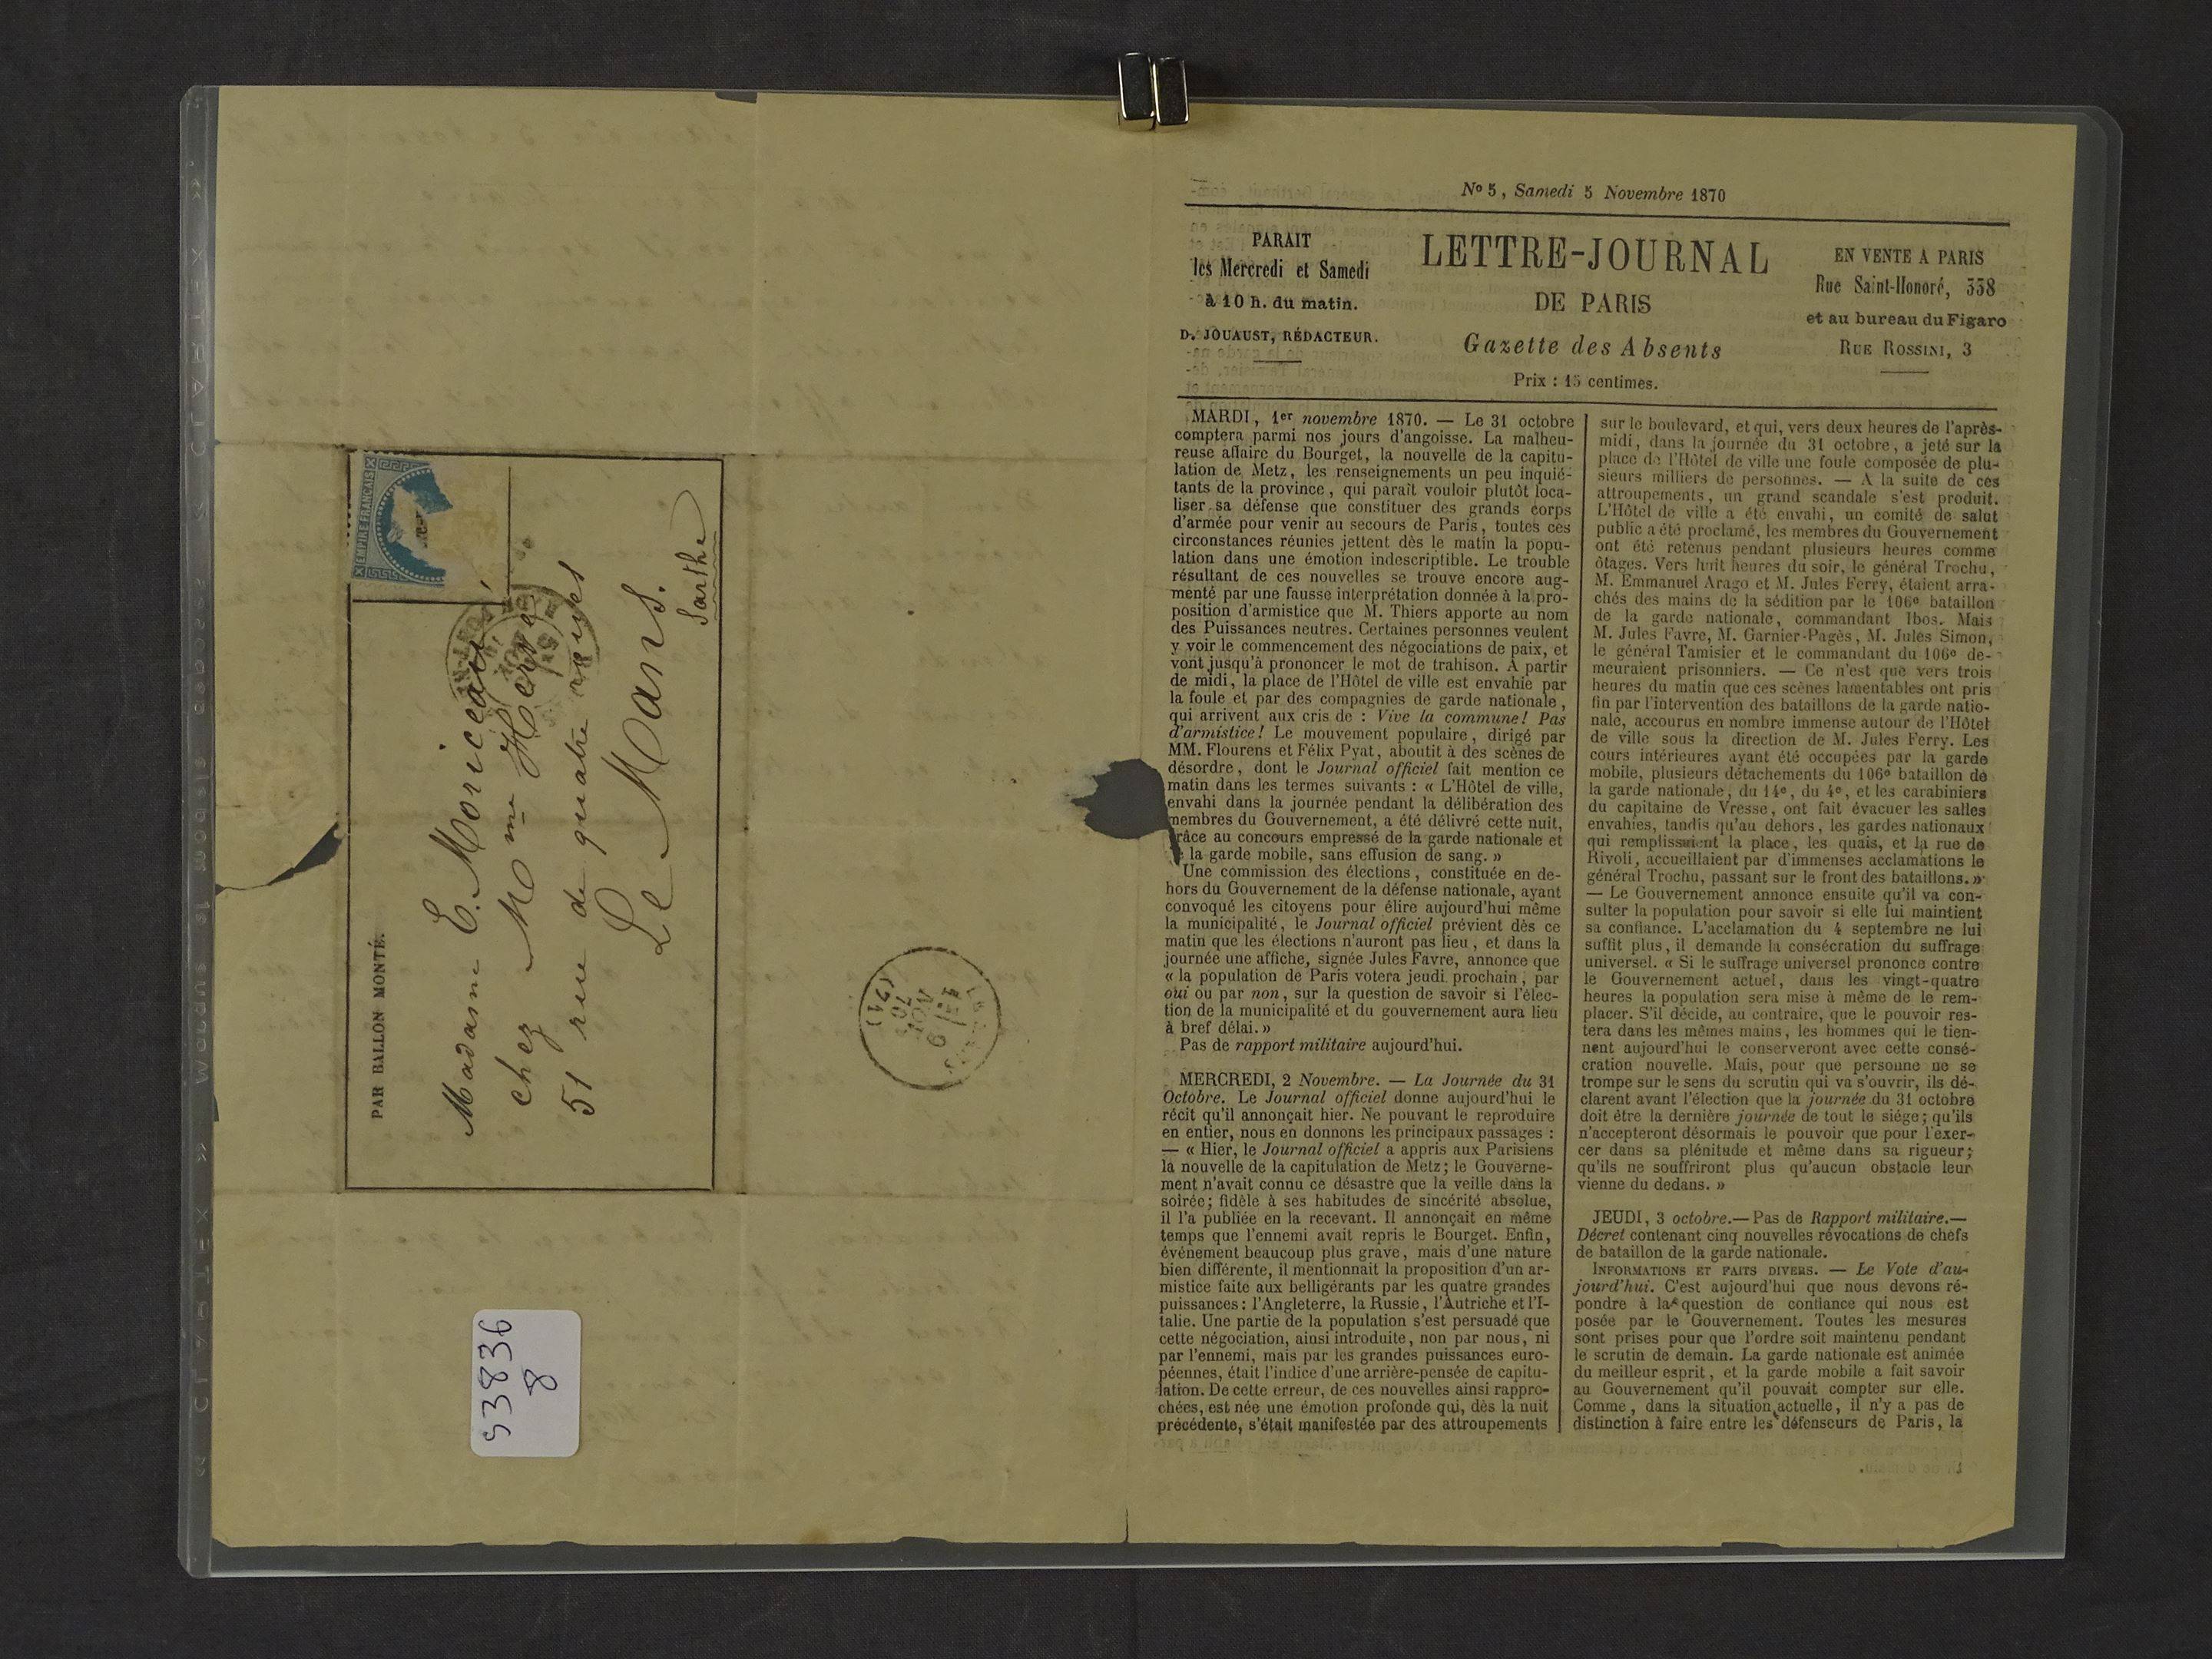 PAR BALLON MONTÉ.
EMPIRE FRANÇAIS
Madame E. Moriceau,
chez Mme
51 rue de quatre roues
Le Mans.
Sarthe
538368
8
No 5, Samedi 5 Novembre 1870
PARAIT
les Mercredi et Samedi
à 10 h. du matin.
D. JOUAUST, RÉDACTEUR.
LETTRE-JOURNAL
DE PARIS
Gazette des Absents
Prix : 15 centimes.
EN VENTE A PARIS
Rue Saint-Honoré, 338
et au bureau du Figaro
RUE ROSSINI, 3
MARDI, 1er novembre 1870. — Le 31 octobre
comptera parmi nos jours d'angoisse. La malheu-
reuse affaire du Bourget, la nouvelle de la capitu-
lation de Metz, les renseignements un peu inquié-
tants de la province, qui paraît vouloir plutôt loca-
liser sa défense que constituer des grands corps
d'armée pour venir au secours de Paris, toutes ces
circonstances réunies jettent dès le matin la popu-
lation dans une émotion indescriptible. Le trouble
résultant de ces nouvelles se trouve encore aug-
menté par une fausse interprétation donnée à la pro-
position d'armistice que M. Thiers apporte au nom
des Puissances neutres. Certaines personnes veulent
y voir le commencement des négociations de paix, et
vont jusqu'à prononcer le mot de trahison. A partir
de midi, la place de l'Hôtel de ville est envahie par
la foule et par des compagnies de garde nationale,
qui arrivent aux cris de : Vive la commune! Pas
d'armistice! Le mouvement populaire, dirigé par
MM. Flourens et Félix Pyat, aboutit à des scènes de
désordre, dont le Journal officiel fait mention ce
matin dans les termes suivants : « L'Hôtel de ville,
envahi dans la journée pendant la délibération des
membres du Gouvernement, a été délivré cette nuit,
râce au concours empressé de la garde nationale et
la garde mobile, sans effusion de sang. »
Une commission des élections, constituée en de-
hors du Gouvernement de la défense nationale, ayant
convoqué les citoyens pour élire aujourd'hui même
la municipalité, le Journal officiel prévient dès ce
matin que les élections n'auront pas lieu, et dans la
journée une affiche, signée Jules Favre, annonce que
« la population de Paris votera jeudi prochain, par
oui ou par non, sur la question de savoir si l'élec-
tion de la municipalité et du gouvernement aura lieu
à bref délai. »
Pas de rapport militaire aujourd'hui.
MERCREDI, 2 Novembre. — La Journée du 31
Octobre. Le Journal officiel donne aujourd'hui le
récit qu'il annonçait hier. Ne pouvant le reproduire
en entier, nous en donnons les principaux passages :
— « Hier, le Journal officiel a appris aux Parisiens
la nouvelle de la capitulation de Metz; le Gouverne-
ment n'avait connu ce désastre que la veille dans la
soirée; fidèle à ses habitudes de sincérité absolue,
il l'a publiée en la recevant. Il annonçait en même
temps que l'ennemi avait repris le Bourget. Enfin,
événement beaucoup plus grave, mais d'une nature
bien différente, il mentionnait la proposition d'un ar-
mistice faite aux belligérants par les quatre grandes
puissances : l'Angleterre, la Russie, l'Autriche et l'I-
talie. Une partie de la population s'est persuadé que
cette négociation, ainsi introduite, non par nous, ni
par l'ennemi, mais par les grandes puissances euro-
péennes, était l'indice d'une arrière-pensée de capitu-
lation. De cette erreur, de ces nouvelles ainsi rappro-
chées, est née une émotion profonde qui, dès la nuit
précédente, s'était manifestée par des attroupements
sur le boulevard, et qui, vers deux heures de l'après-
midi, dans la journée du 31 octobre, a jeté sur la
place de l'Hôtel de ville une foule composée de plu-
sieurs milliers de personnes. — A la suite de ces
attroupements, un grand scandale s'est produit.
L'Hôtel de ville a été envahi, un comité de salut
public a été proclamé, les membres du Gouvernement
ont été retenus pendant plusieurs heures comme
ôtages. Vers huit heures du soir, le général Trochu,
M. Emmanuel Arago et M. Jules Ferry, étaient arra-
chés des mains de la sédition par le 106e bataillon
de la garde nationale, commandant Ibos. Mais
M. Jules Favre, M. Garnier-Pagès, M. Jules Simon,
le général Tamisier et le commandant du 106e de-
meuraient prisonniers. — Ce n'est que vers trois
heures du matin que ces scènes lamentables ont pris
fin par l'intervention des bataillons de la garde natio-
nale, accourus en nombre immense autour de l'Hôtel
de ville sous la direction de M. Jules Ferry. Les
cours intérieures ayant été occupées par la garde
mobile, plusieurs détachements du 106e bataillon de
la garde nationale, du 14e, du 4e, et les carabiniers
du capitaine de Vresse, ont fait évacuer les salles
envahies, tandis qu'au dehors, les gardes nationaux
qui remplissaient la place, les quais, et la rue de
Rivoli, accueillaient par d'immenses acclamations le
général Trochu, passant sur le front des bataillons. »
— Le Gouvernement annonce ensuite qu'il va con-
sulter la population pour savoir si elle lui maintient
sa confiance. L'acclamation du 4 septembre ne lui
suffit plus, il demande la consécration du suffrage
universel. « Si le suffrage universel prononce contre
le Gouvernement actuel, dans les vingt-quatre
heures la population sera mise à même de le rem-
placer. S'il décide, au contraire, que le pouvoir res-
tera dans les mêmes mains, les hommes qui le tien-
nent aujourd'hui le conserveront avec cette consé-
cration nouvelle. Mais, pour que personne ne se
trompe sur le sens du scrutin qui va s'ouvrir, ils dé-
clarent avant l'élection que la journée du 31 octobre
doit être la dernière journée de tout le siége; qu'ils
n'accepteront désormais le pouvoir que pour l'exer-
cer dans sa plénitude et même dans sa rigueur;
qu'ils ne souffriront plus qu'aucun obstacle leur
vienne du dedans. »
JEUDI, 3 octobre. — Pas de Rapport militaire. —
Décret contenant cinq nouvelles révocations de chefs
de bataillon de la garde nationale.
INFORMATIONS ET FAITS DIVERS. — Le Vote d'au-
jourd'hui. C'est aujourd'hui que nous devons ré-
pondre à la question de confiance qui nous est
posée par le Gouvernement. Toutes les mesures
sont prises pour que l'ordre soit maintenu pendant
le scrutin de demain. La garde nationale est animée
du meilleur esprit, et la garde mobile a fait savoir
au Gouvernement qu'il pouvait compter sur elle.
Comme, dans la situation actuelle, il n'y a pas de
distinction à faire entre les défenseurs de Paris, la